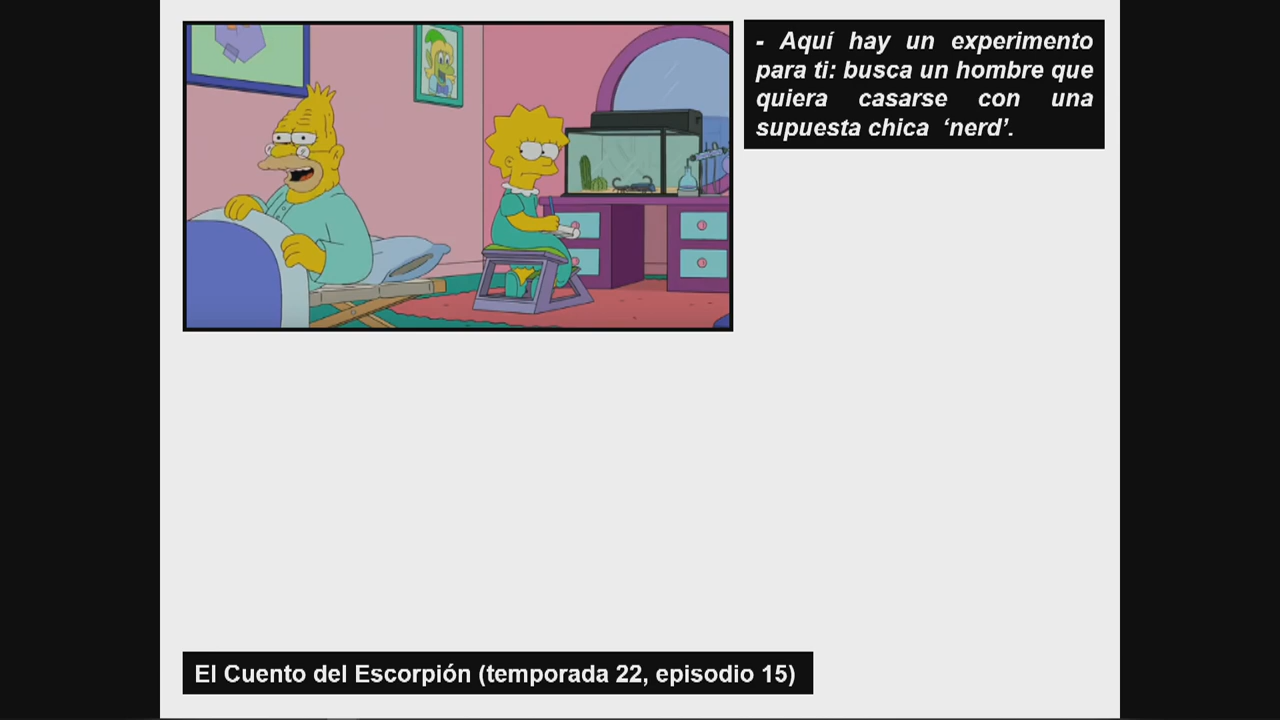 - Aquí hay un experimento
para ti: busca un hombre que
quiera casarse con una
supuesta chica ‘nerd’.
El Cuento del Escorpión (temporada 22, episodio 15)